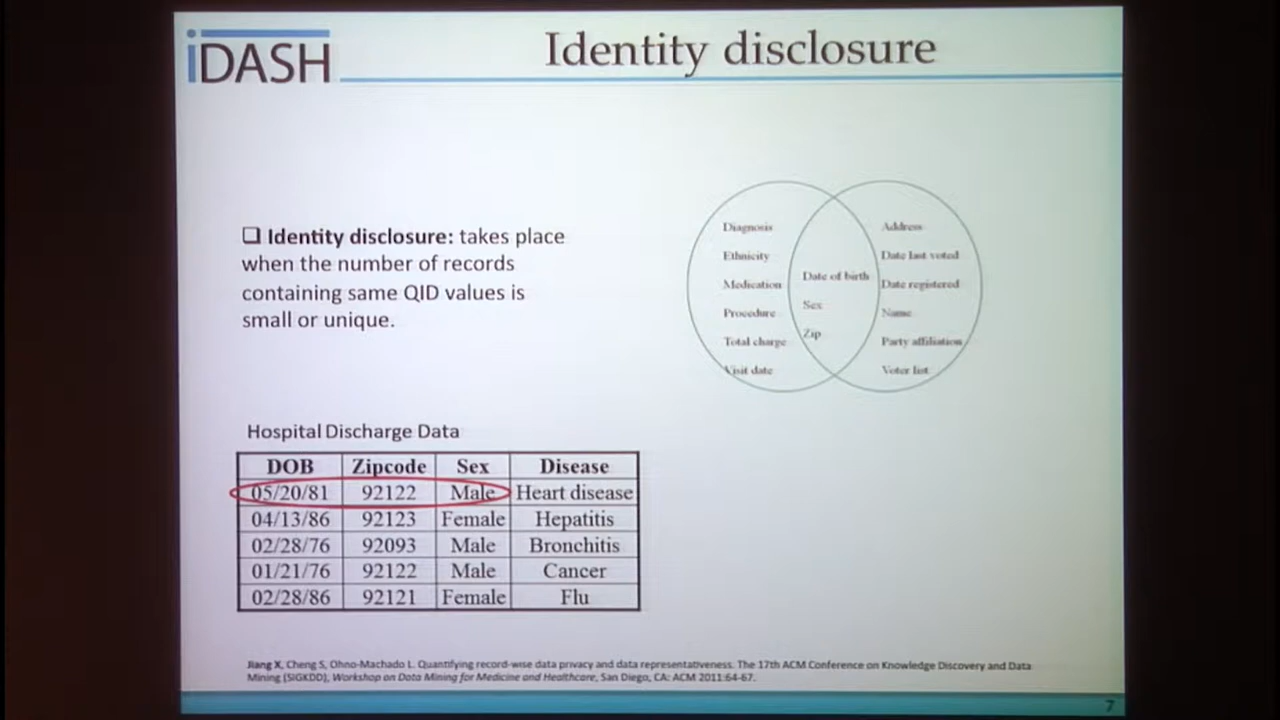 iDASH
Identity disclosure
❑ Identity disclosure: takes place
when the number of records
containing same QID values is
small or unique.
Diagnosis
Ethnicity
Medication
Procedure
Total charge
Visit date
Date of birth
Sex
Zip
Address
Date last voted
Date registered
Name
Party affiliation
Voter list
Hospital Discharge Data
DOB Zipcode Sex Disease
05/20/81 92122 Male Heart disease
04/13/86 92123 Female Hepatitis
02/28/76 92093 Male Bronchitis
01/21/76 92122 Male Cancer
02/28/86 92121 Female Flu
Jiang X, Cheng S, Ohno-Machado L. Quantifying record-wise data privacy and data representativeness. The 17th ACM Conference on Knowledge Discovery and Data
Mining (SIGKDD), Workshop on Data Mining for Medicine and Healthcare, San Diego, CA: ACM 2011:64-67.
7